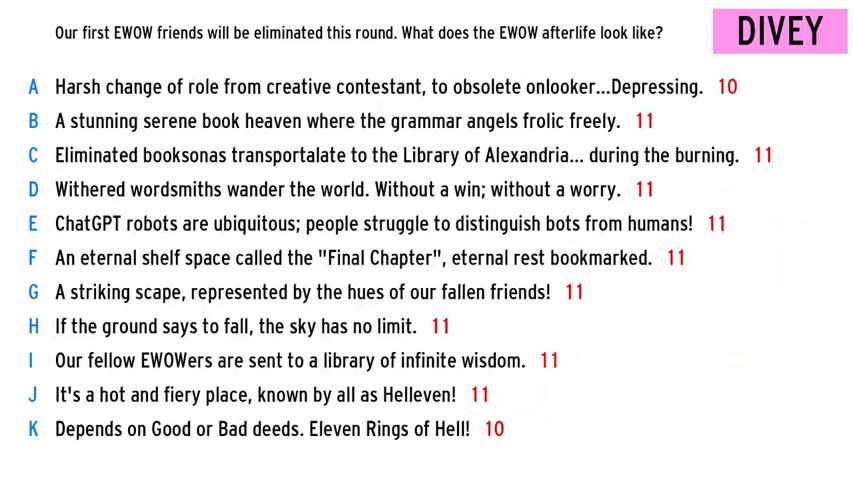 Our first EWOW friends will be eliminated this round. What does the EWOW afterlife look like?
DIVEY
A Harsh change of role from creative contestant, to obsolete onlooker...Depressing. 10
B A stunning serene book heaven where the grammar angels frolic freely. 11
C Eliminated booksonas transportalate to the Library of Alexandria... during the burning. 11
D Withered wordsmiths wander the world. Without a win; without a worry. 11
E ChatGPT robots are ubiquitous; people struggle to distinguish bots from humans! 11
F An eternal shelf space called the "Final Chapter", eternal rest bookmarked. 11
G A striking scape, represented by the hues of our fallen friends! 11
H If the ground says to fall, the sky has no limit. 11
I Our fellow EWOWers are sent to a library of infinite wisdom. 11
J It's a hot and fiery place, known by all as Helleven! 11
K Depends on Good or Bad deeds. Eleven Rings of Hell! 10